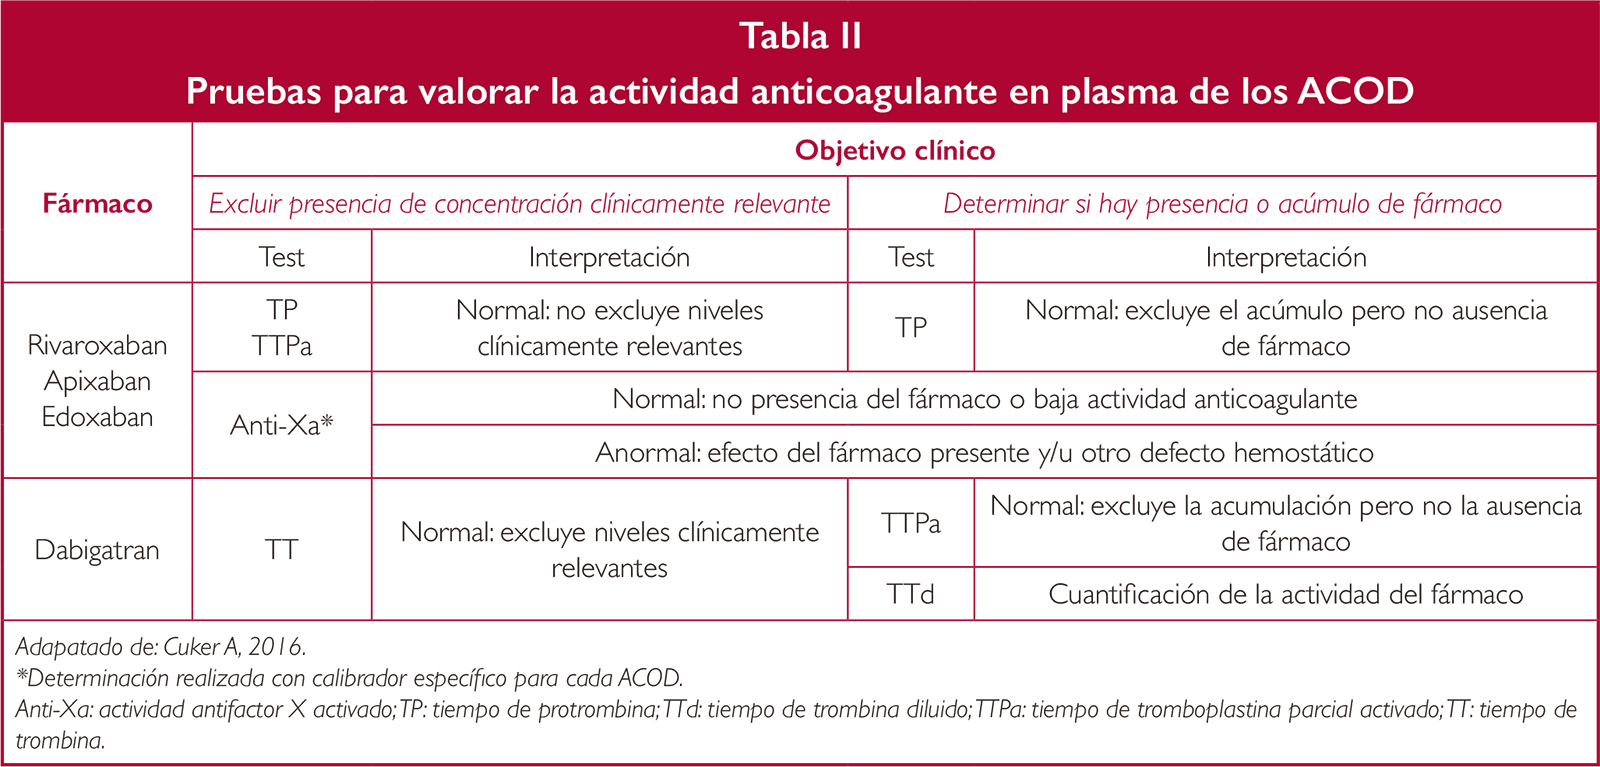 Tabla II
Pruebas para valorar la actividad anticoagulante en plasma de los ACOD
Fármaco
Objetivo clínico
Excluir presencia de concentración clínicamente relevante
Determinar si hay presencia o acúmulo de fármaco
Test
Interpretación
Test
Interpretación
Rivaroxaban
Apixaban
Edoxaban
TP
TTPa
Normal: no excluye niveles
clínicamente relevantes
TP
Normal: excluye el acúmulo pero no ausencia
de fármaco
Anti-Xa*
Normal: no presencia del fármaco o baja actividad anticoagulante
Anormal: efecto del fármaco presente y/u otro defecto hemostático
Dabigatran
TT
Normal: excluye niveles clínicamente
relevantes
TTPa
Normal: excluye la acumulación pero no la ausencia
de fármaco
TTd
Cuantificación de la actividad del fármaco
Adapatado de: Cuker A, 2016.
*Determinación realizada con calibrador específico para cada ACOD.
Anti-Xa: actividad antifactor X activado; TP: tiempo de protrombina; TTd: tiempo de trombina diluido; TTPa: tiempo de tromboplastina parcial activado; TT: tiempo de
trombina.